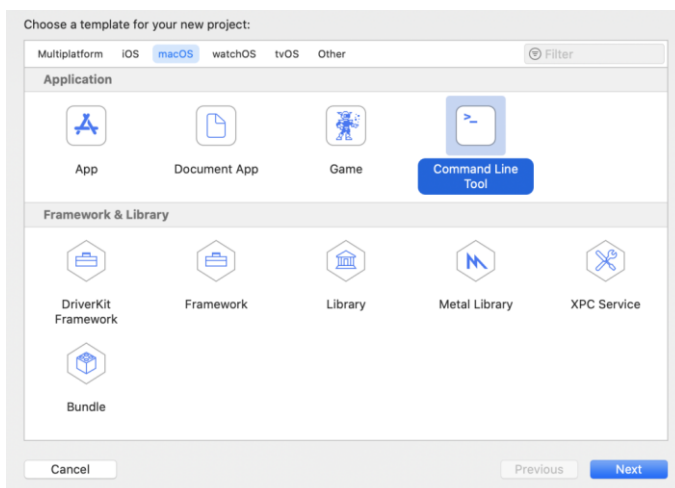 Choose a template for your new project:
Multiplatform iOS macOS watchOS tvOS Other Filter
Application
>_
App Document App Game Command Line
Tool
Framework & Library
DriverKit Framework Library Metal Library XPC Service
Framework
Bundle
Cancel Previous Next